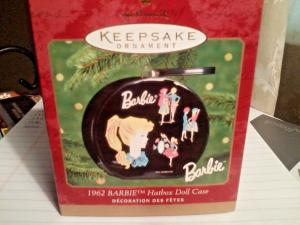 KEEPSAKE
ORNAMENT
Barbie
Barbie
1962 BARBIE™ Hatbox Doll Case
DÉCORATION DES FÊTES